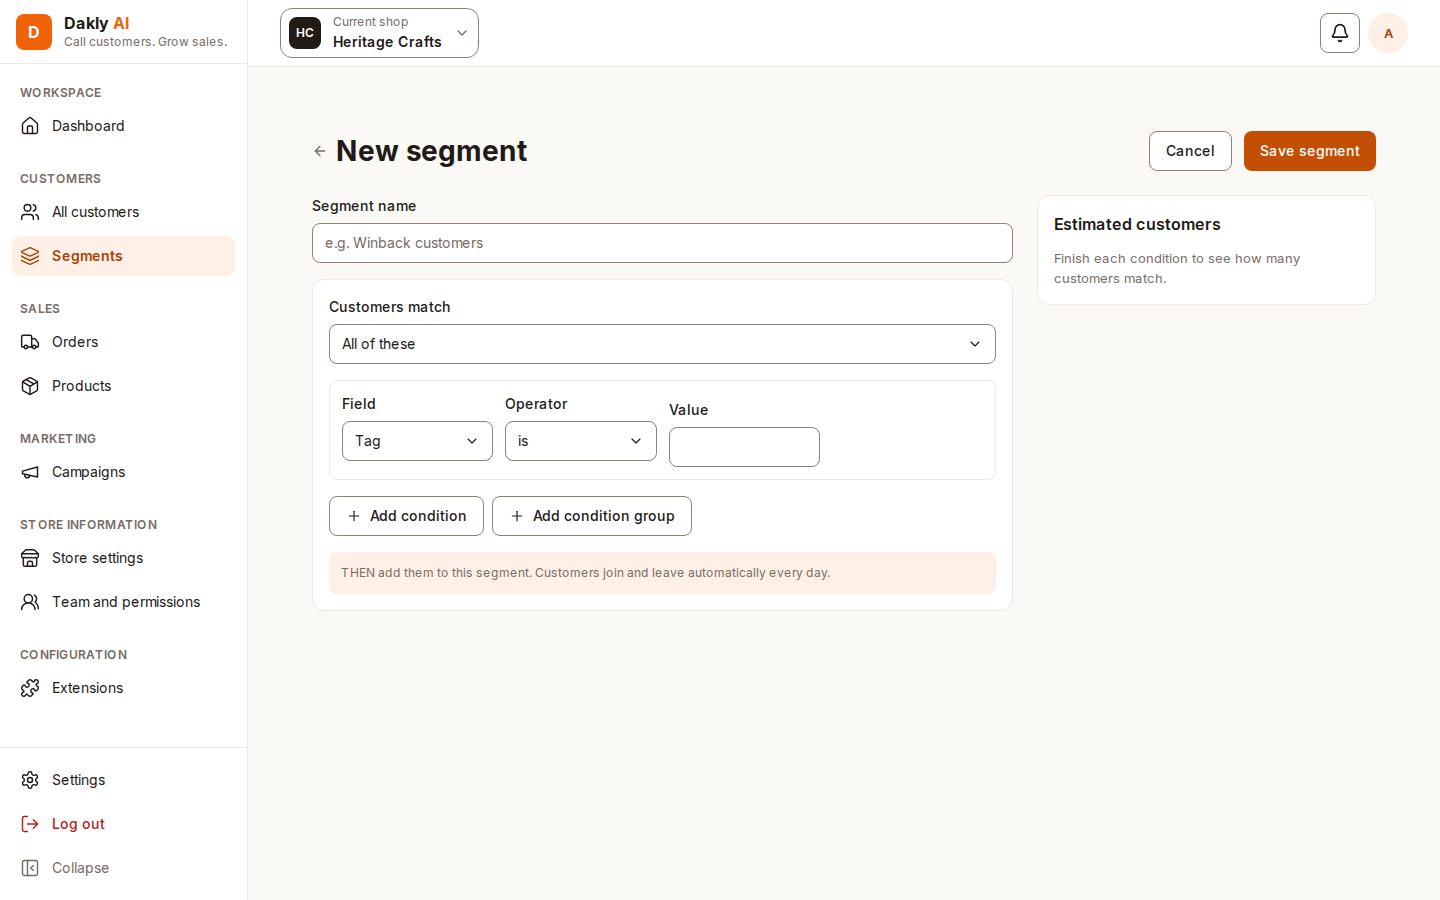 D
Dakly AI
Call customers. Grow sales.
HC
Current shop
Heritage Crafts
A
WORKSPACE
Dashboard
CUSTOMERS
All customers
Segments
SALES
Orders
Products
MARKETING
Campaigns
STORE INFORMATION
Store settings
Team and permissions
CONFIGURATION
Extensions
Settings
Log out
Collapse
New segment
Cancel
Save segment
Segment name
e.g. Winback customers
Customers match
All of these
Field
Operator
Value
Tag
is
Add condition
Add condition group
THEN add them to this segment. Customers join and leave automatically every day.
Estimated customers
Finish each condition to see how many
customers match.